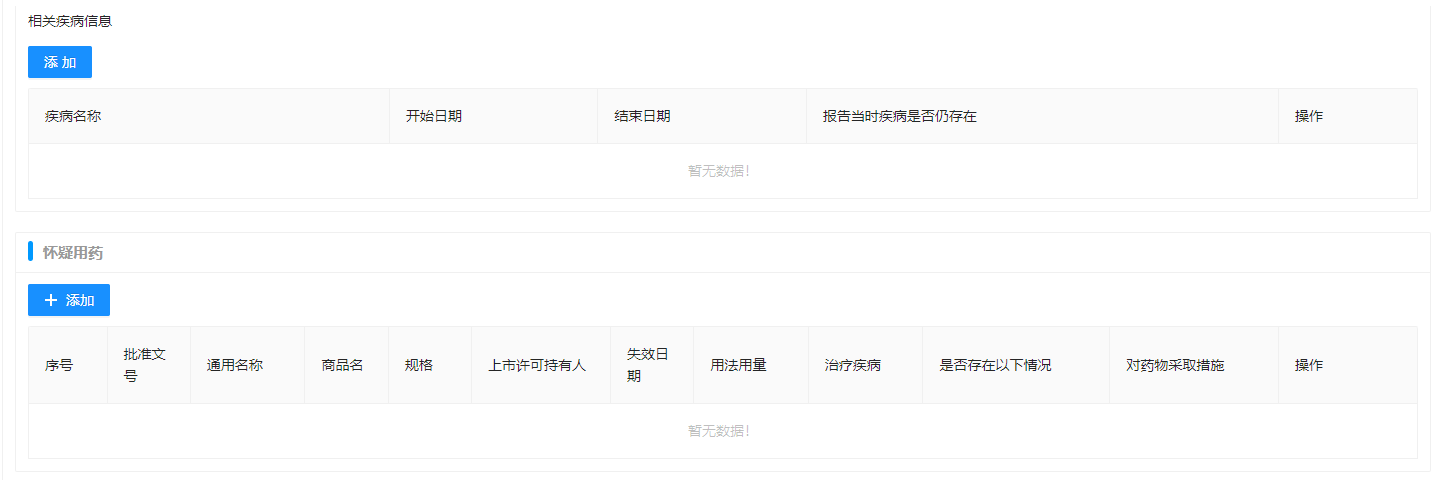 相关疾病信息
添 加
疾病名称 开始日期 结束日期 报告当时疾病是否仍存在 操作
暂无数据!
怀疑用药
+ 添加
序号 批准文号 通用名称 商品名 规格 上市许可持有人 失效日期 用法用量 治疗疾病 是否存在以下情况 对药物采取措施 操作
暂无数据!